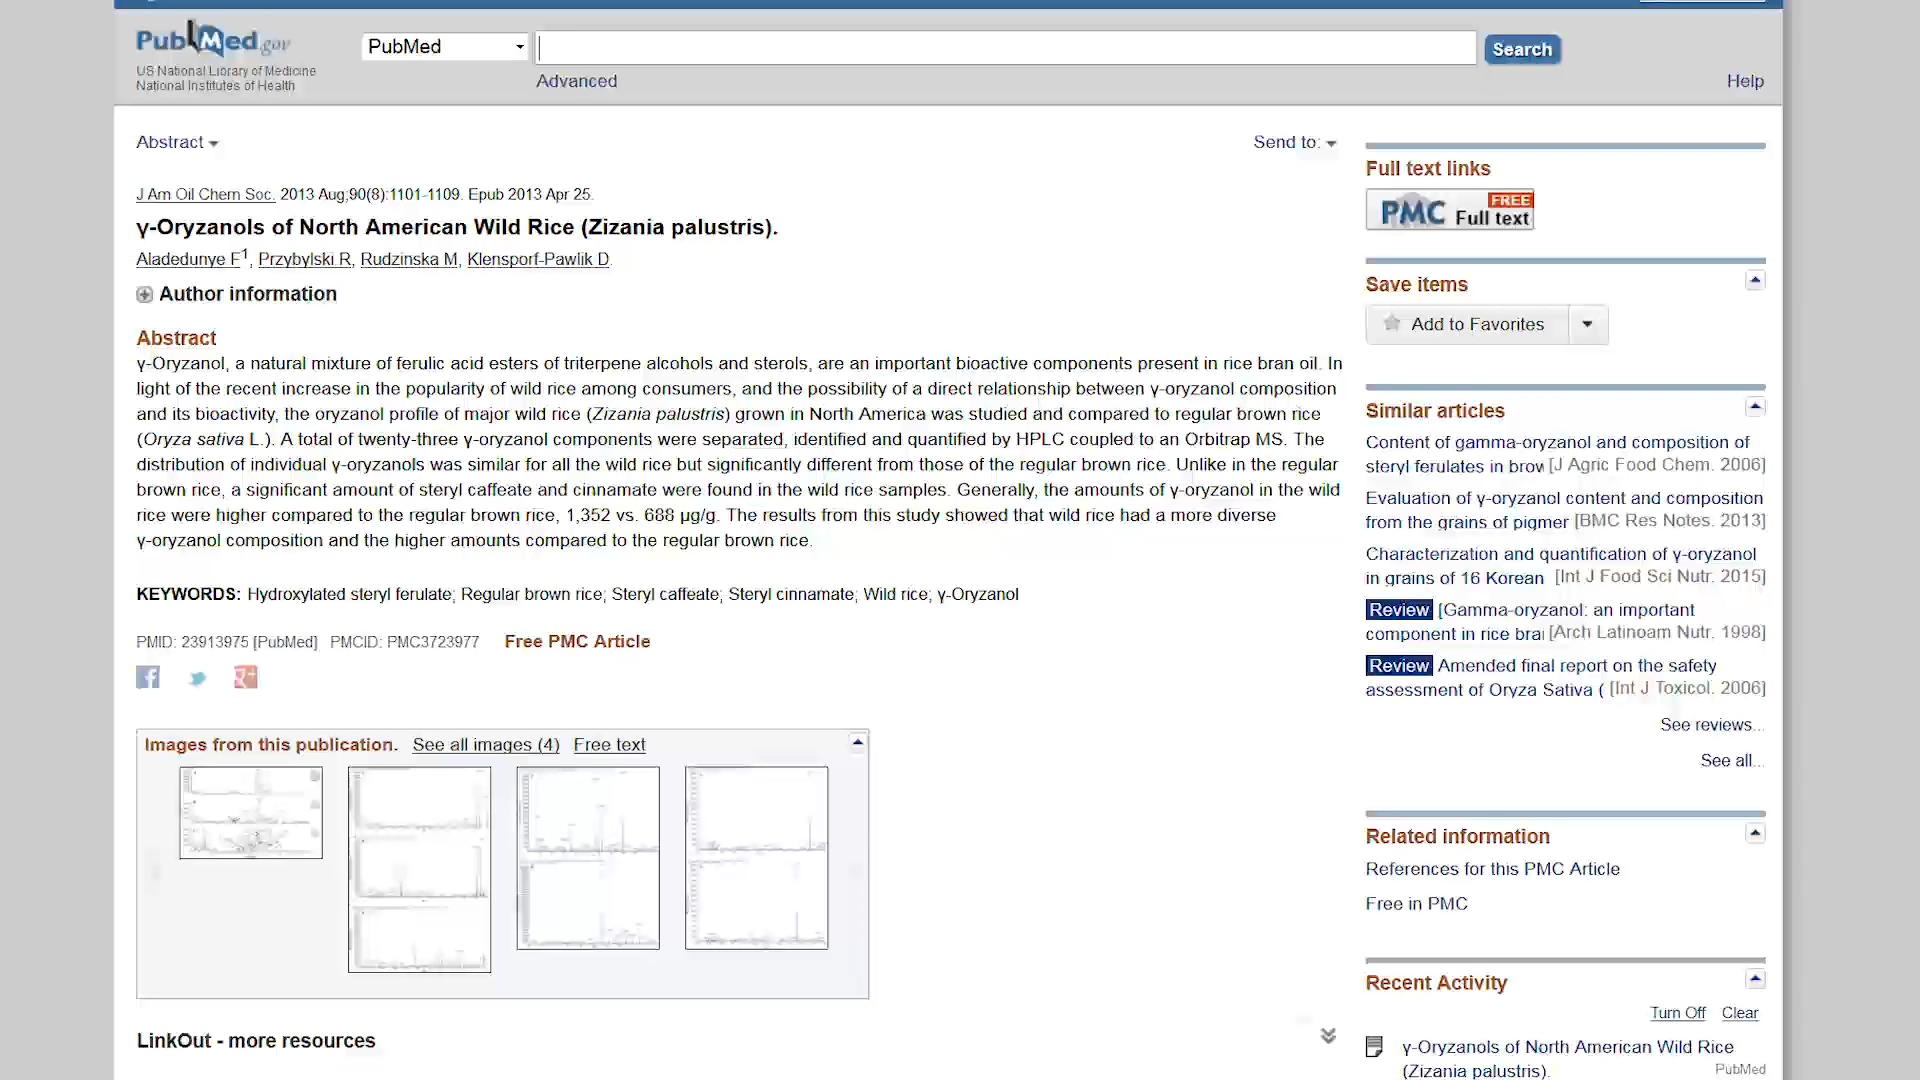 PubMed.gov
US National Library of Medicine
National Institutes of Health
PubMed
Search
Advanced
Help
Abstract
Send to:
J Am Oil Chem Soc. 2013 Aug;90(8):1101-1109. Epub 2013 Apr 25.
γ-Oryzanols of North American Wild Rice (Zizania palustris).
Aladedunye F1, Przybylski R, Rudzinska M, Klensporf-Pawlik D.
Author information
Abstract
γ-Oryzanol, a natural mixture of ferulic acid esters of triterpene alcohols and sterols, are an important bioactive components present in rice bran oil. In
light of the recent increase in the popularity of wild rice among consumers, and the possibility of a direct relationship between γ-oryzanol composition
and its bioactivity, the oryzanol profile of major wild rice (Zizania palustris) grown in North America was studied and compared to regular brown rice
(Oryza sativa L.). A total of twenty-three γ-oryzanol components were separated, identified and quantified by HPLC coupled to an Orbitrap MS. The
distribution of individual γ-oryzanols was similar for all the wild rice but significantly different from those of the regular brown rice. Unlike in the regular
brown rice, a significant amount of steryl caffeate and cinnamate were found in the wild rice samples. Generally, the amounts of γ-oryzanol in the wild
rice were higher compared to the regular brown rice, 1,352 vs. 688 μg/g. The results from this study showed that wild rice had a more diverse
γ-oryzanol composition and the higher amounts compared to the regular brown rice.
KEYWORDS: Hydroxylated steryl ferulate; Regular brown rice; Steryl caffeate; Steryl cinnamate; Wild rice; γ-Oryzanol
PMID: 23913975 [PubMed] PMCID: PMC3723977 Free PMC Article
Images from this publication. See all images (4) Free text
LinkOut - more resources
Full text links
PMC FREE Full text
Save items
Add to Favorites
Similar articles
Content of gamma-oryzanol and composition of
steryl ferulates in brow [J Agric Food Chem. 2006]
Evaluation of γ-oryzanol content and composition
from the grains of pigmer [BMC Res Notes. 2013]
Characterization and quantification of γ-oryzanol
in grains of 16 Korean [Int J Food Sci Nutr. 2015]
Review [Gamma-oryzanol: an important
component in rice bra [Arch Latinoam Nutr. 1998]
Review Amended final report on the safety
assessment of Oryza Sativa ( [Int J Toxicol. 2006]
See reviews...
See all...
Related information
References for this PMC Article
Free in PMC
Recent Activity
Turn Off Clear
γ-Oryzanols of North American Wild Rice
(Zizania palustris). PubMed